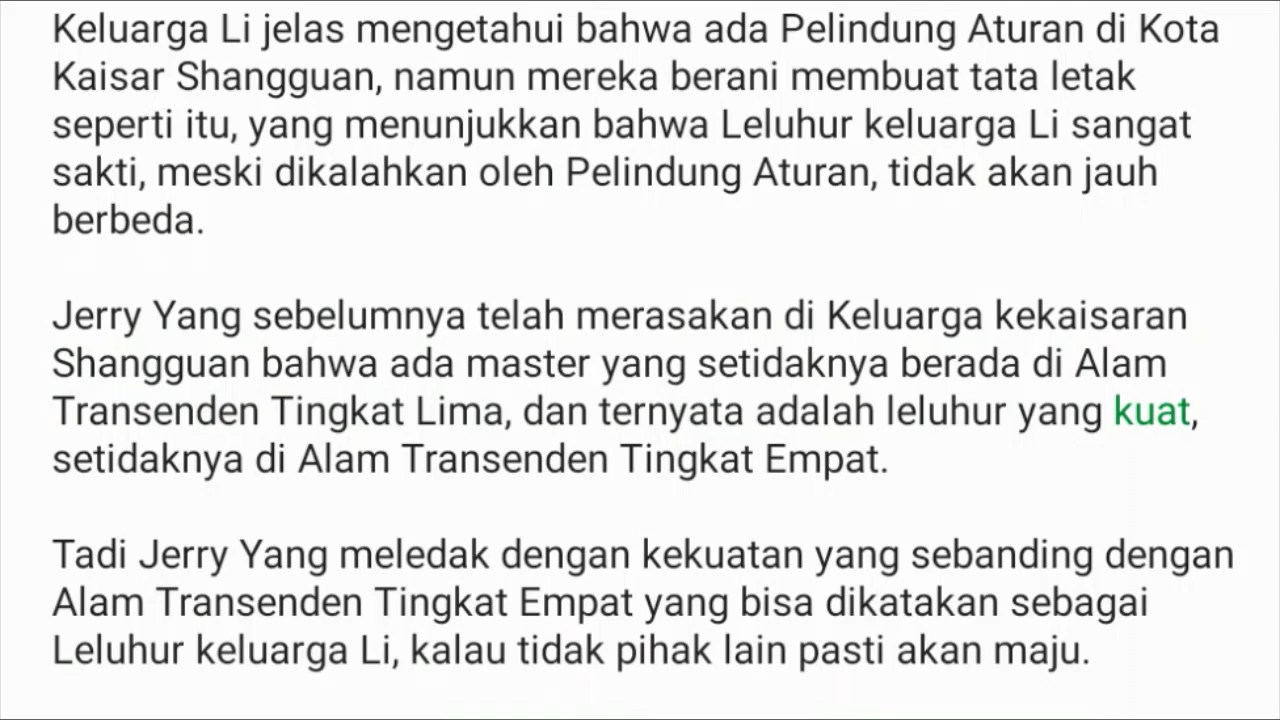 Keluarga Li jelas mengetahui bahwa ada Pelindung Aturan di Kota
Kaisar Shangguan, namun mereka berani membuat tata letak
seperti itu, yang menunjukkan bahwa Leluhur keluarga Li sangat
sakti, meski dikalahkan oleh Pelindung Aturan, tidak akan jauh
berbeda.
Jerry Yang sebelumnya telah merasakan di Keluarga kekaisaran
Shangguan bahwa ada master yang setidaknya berada di Alam
Transenden Tingkat Lima, dan ternyata adalah leluhur yang kuat,
setidaknya di Alam Transenden Tingkat Empat.
Tadi Jerry Yang meledak dengan kekuatan yang sebanding dengan
Alam Transenden Tingkat Empat yang bisa dikatakan sebagai
Leluhur keluarga Li, kalau tidak pihak lain pasti akan maju.